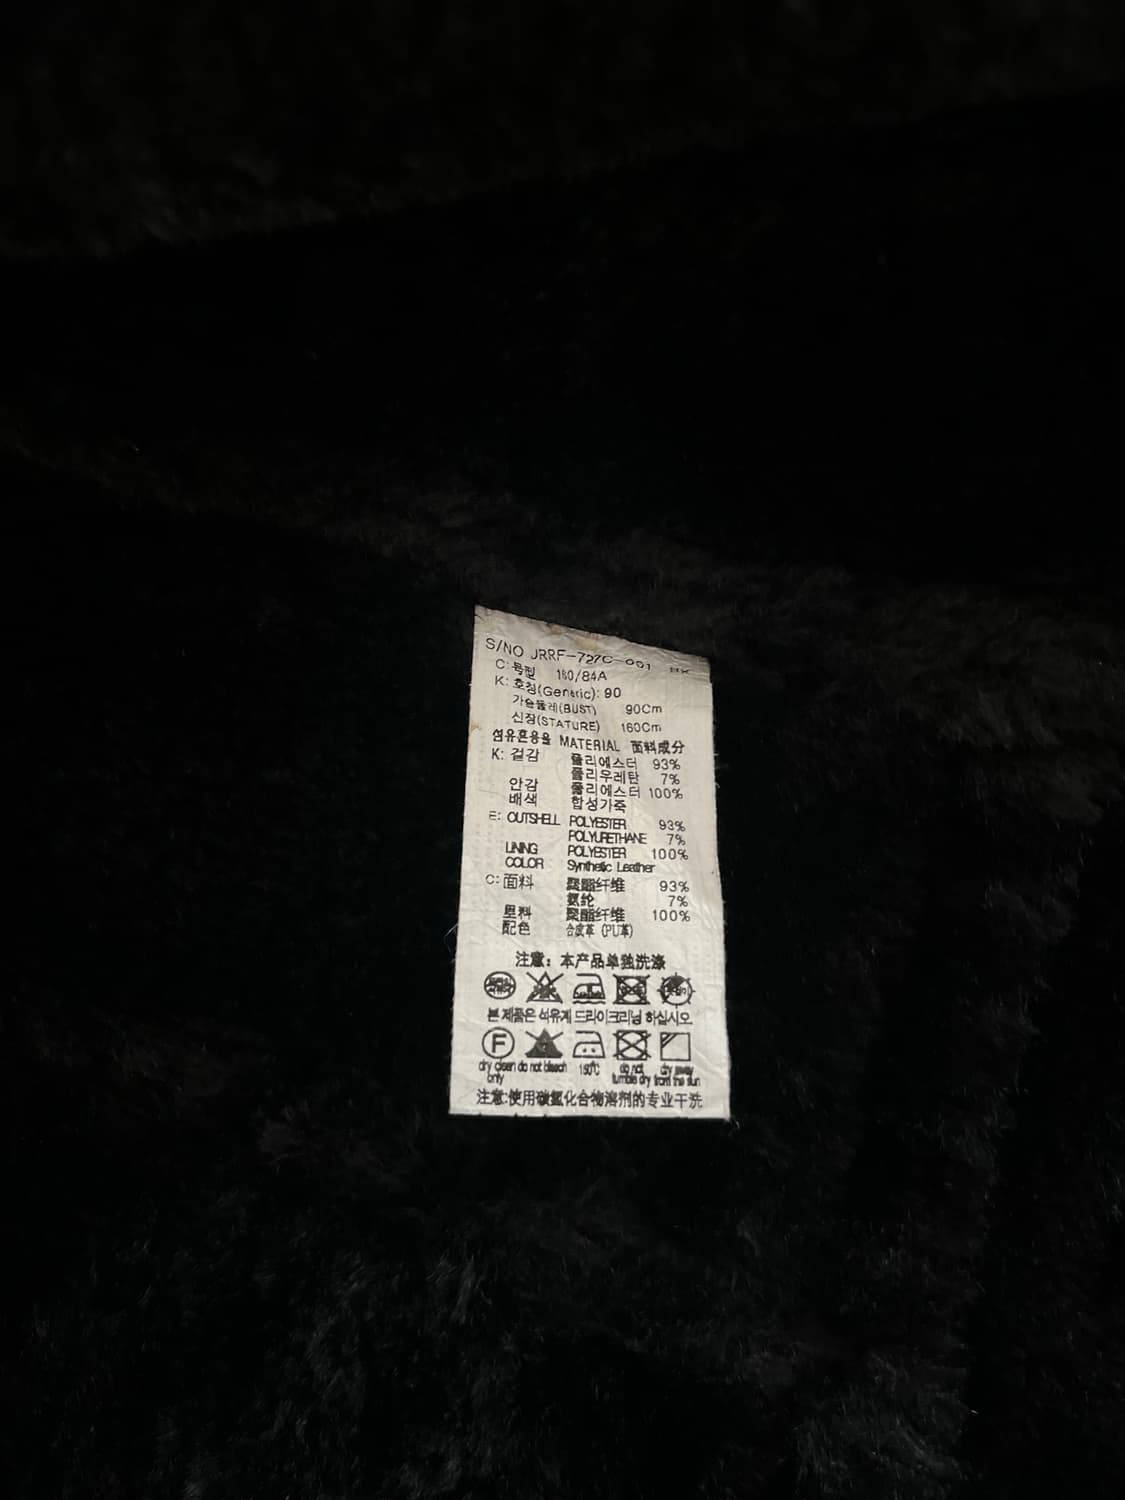 S/NO JRRF-727C-001 BK
C:号型 160/84A
K: 호칭(Generic): 90
가슴둘레(BUST) 90Cm
신장(STATURE) 160Cm
섬유혼용율 MATERIAL 面料成分
K: 겉감 폴리에스터 93%
폴리우레탄 7%
안감 폴리에스터 100%
배색 합성가죽
E: OUTSHELL POLYESTER 93%
POLYURETHANE 7%
LINING POLYESTER 100%
COLOR Synthetic Leather
C: 面料 聚酯纤维 93%
氨纶 7%
里料 聚酯纤维 100%
配色 合成革 (PU革)
注意：本产品单独洗涤
본 제품은 석유계 드라이크리닝 하십시오
F
dry clean only do not bleach 150℃ do not tumble dry dry away from the sun
注意:使用碳氢化合物溶剂的专业干洗